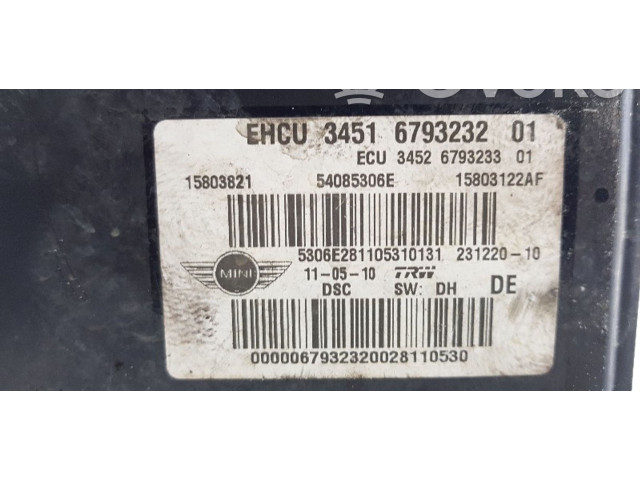 EHCU 3451 6793232 01
ECU 3452 6793233 01
15803821 54085306E 15803122AF
5306E281105310131 231220-10
MINI 11-05-10 TRW
DSC SW: DH DE
0000067932320028110530